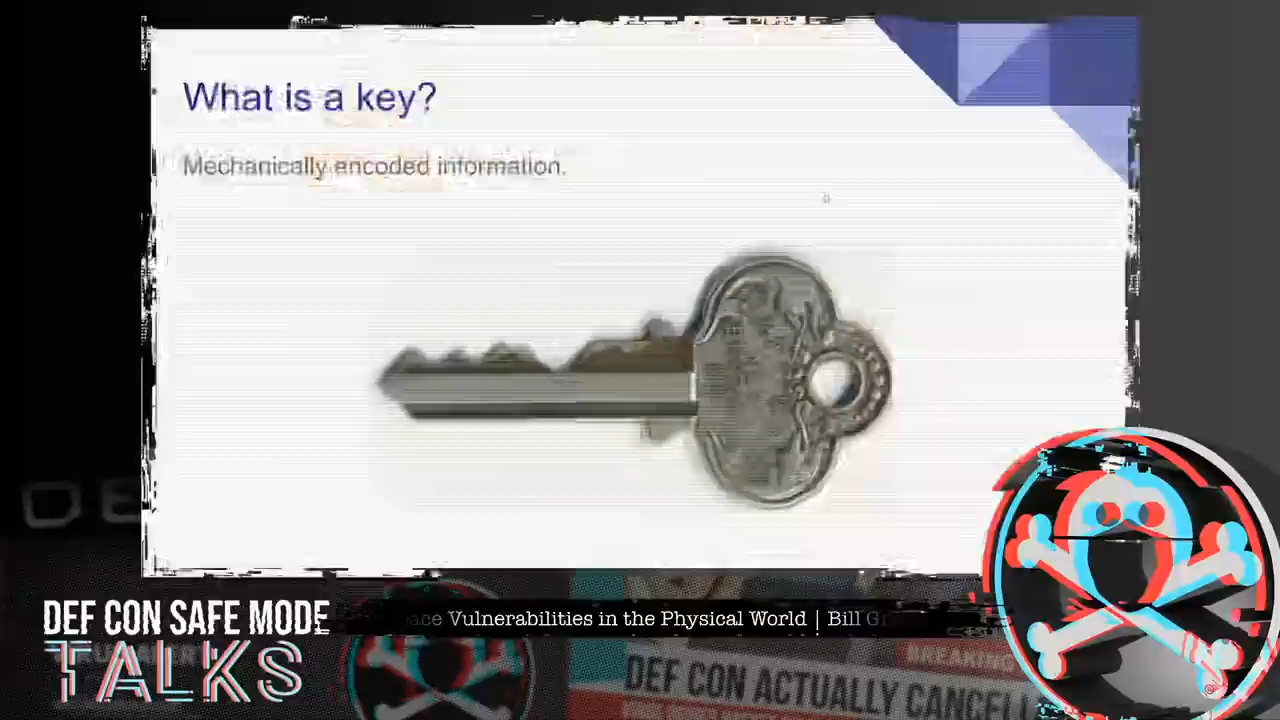 What is a key?
Mechanically encoded information.
DE
DEF CON SAFE MODE
TALKS
Vulnerabilities in the Physical World | Bill
BREAKING
DEF CON ACTUALLY